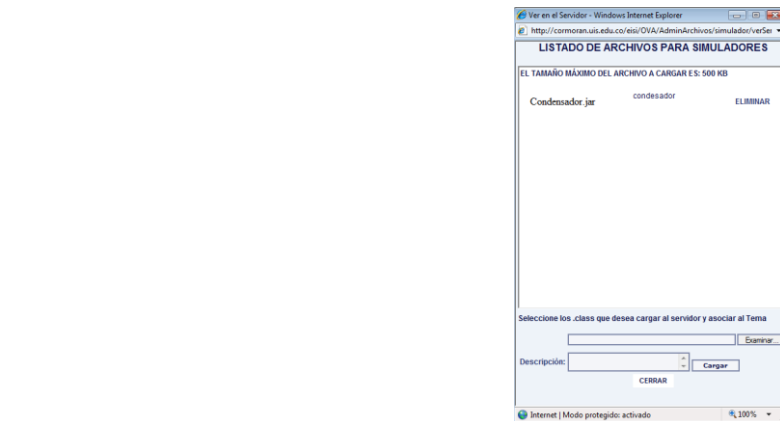 Ver en el Servidor - Windows Internet Explorer
http://cormoran.uis.edu.co/eisi/OVA/AdminArchivos/simulador/verSer
LISTADO DE ARCHIVOS PARA SIMULADORES
EL TAMAÑO MÁXIMO DEL ARCHIVO A CARGAR ES: 500 KB
Condensador.jar condesador ELIMINAR
Seleccione los .class que desea cargar al servidor y asociar al Tema
Examinar...
Descripción: Cargar
CERRAR
Internet | Modo protegido: activado 100%